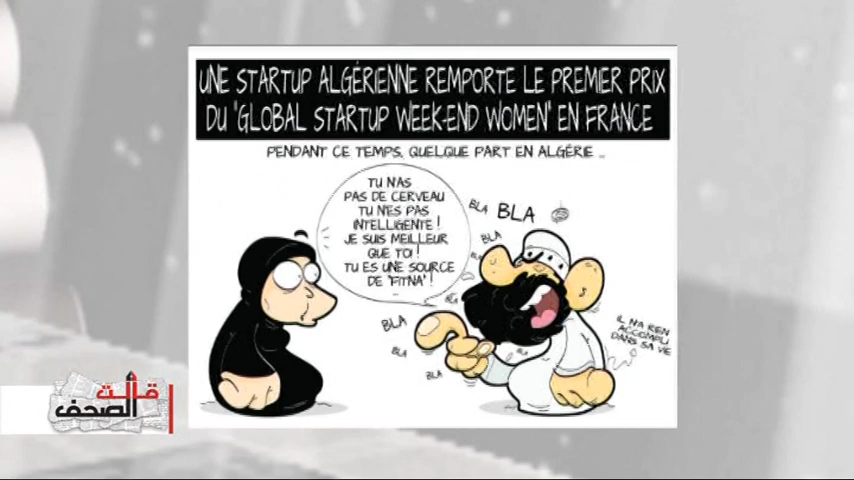 UNE STARTUP ALGÉRIENNE REMPORTE LE PREMIER PRIX
DU "GLOBAL STARTUP WEEK-END WOMEN" EN FRANCE
PENDANT CE TEMPS, QUELQUE PART EN ALGÉRIE ...
TU N'AS
PAS DE CERVEAU
TU N'ES PAS
INTELLIGENTE !
JE SUIS MEILLEUR
QUE TOI !
TU ES UNE SOURCE
DE "FITNA" !
BLA
BLA
BLA
BLA
BLA
BLA
BLA
BLA
BLA
IL N'A RIEN
ACCOMPLI
DANS SA VIE
قالت
الصحف